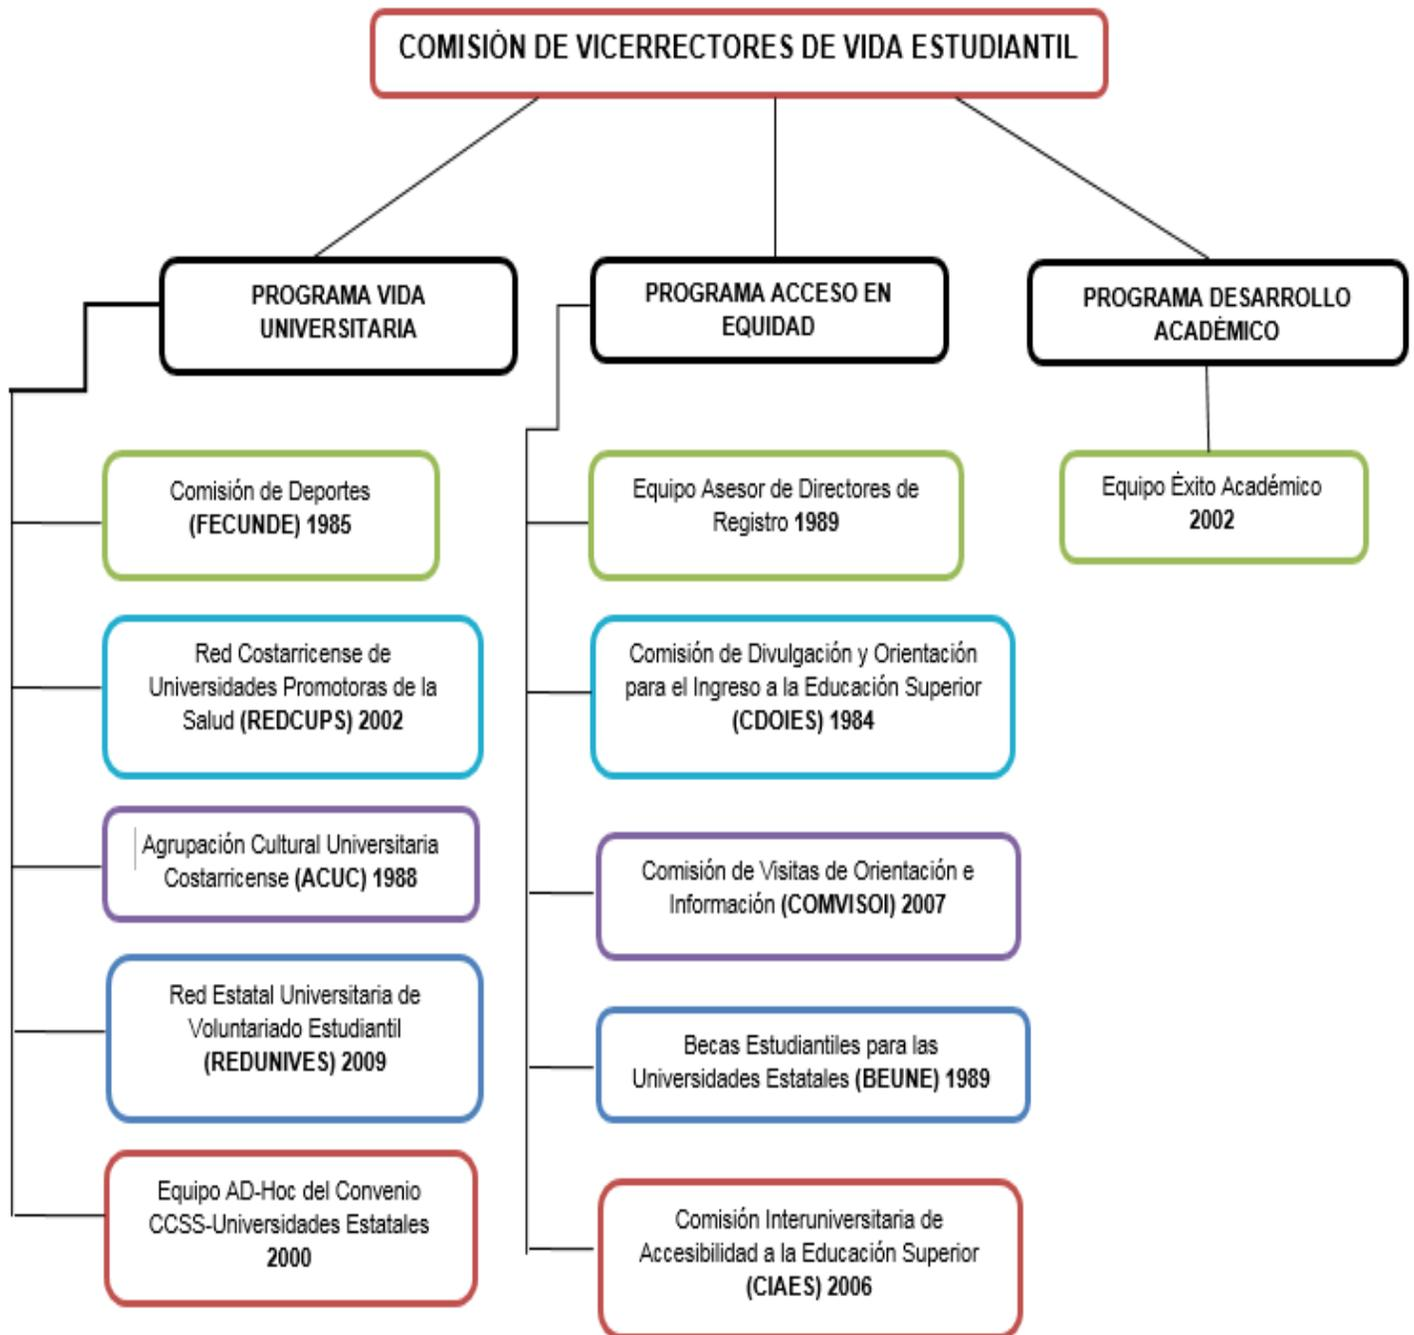 COMISIÓN DE VICERRECTORES DE VIDA ESTUDIANTIL
PROGRAMA VIDA
UNIVERSITARIA
PROGRAMA ACCESO EN
EQUIDAD
PROGRAMA DESARROLLO
ACADÉMICO
Comisión de Deportes
(FECUNDE) 1985
Red Costarricense de
Universidades Promotoras de la
Salud (REDCUPS) 2002
Agrupación Cultural Universitaria
Costarricense (ACUC) 1988
Red Estatal Universitaria de
Voluntariado Estudiantil
(REDUNIVES) 2009
Equipo AD-Hoc del Convenio
CCSS-Universidades Estatales
2000
Equipo Asesor de Directores de
Registro 1989
Comisión de Divulgación y Orientación
para el Ingreso a la Educación Superior
(CDOIES) 1984
Comisión de Visitas de Orientación e
Información (COMVISOI) 2007
Becas Estudiantiles para las
Universidades Estatales (BEUNE) 1989
Comisión Interuniversitaria de
Accesibilidad a la Educación Superior
(CIAES) 2006
Equipo Éxito Académico
2002